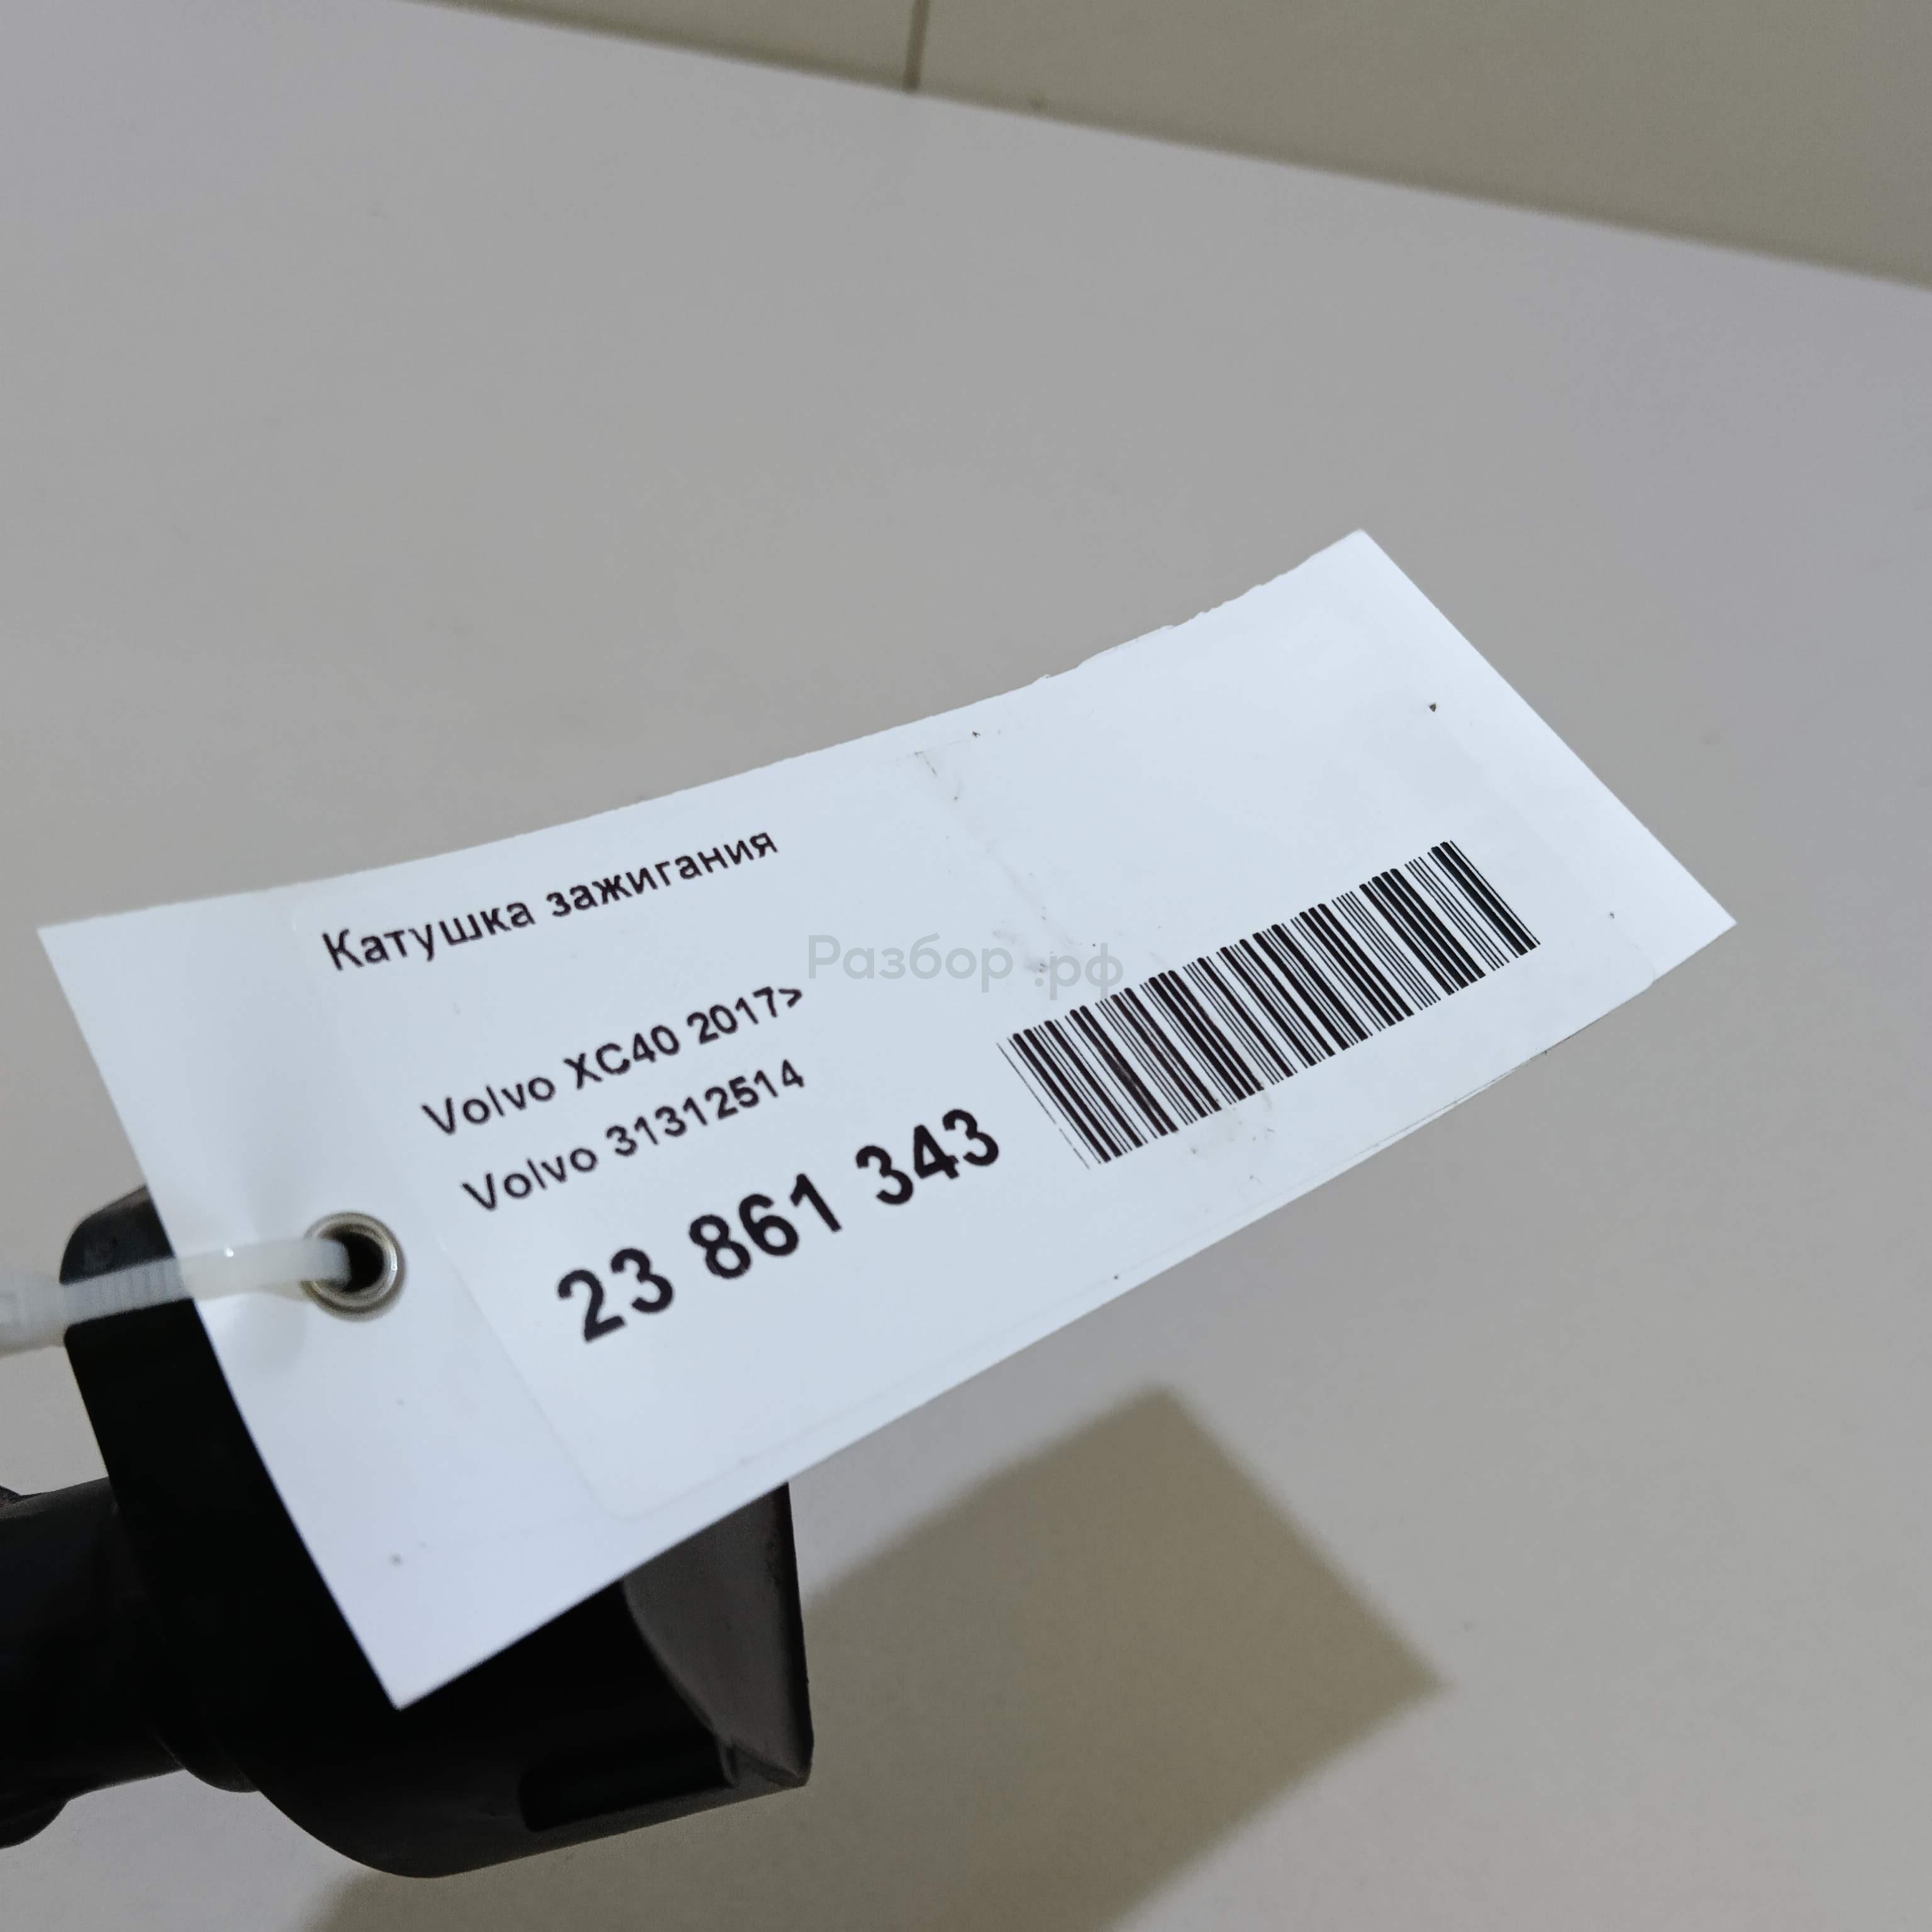 Катушка зажигания
Volvo XC40 2017>
Volvo 31312514
23 861 343
Разбор.рф